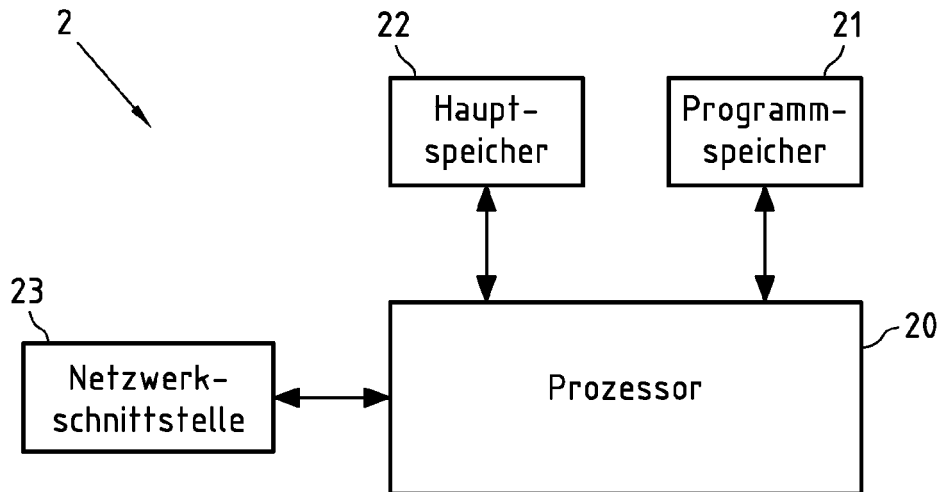 2
22
21
Haupt-
speicher
Programm-
speicher
23
20
Netzwerk-
schnittstelle
Prozessor